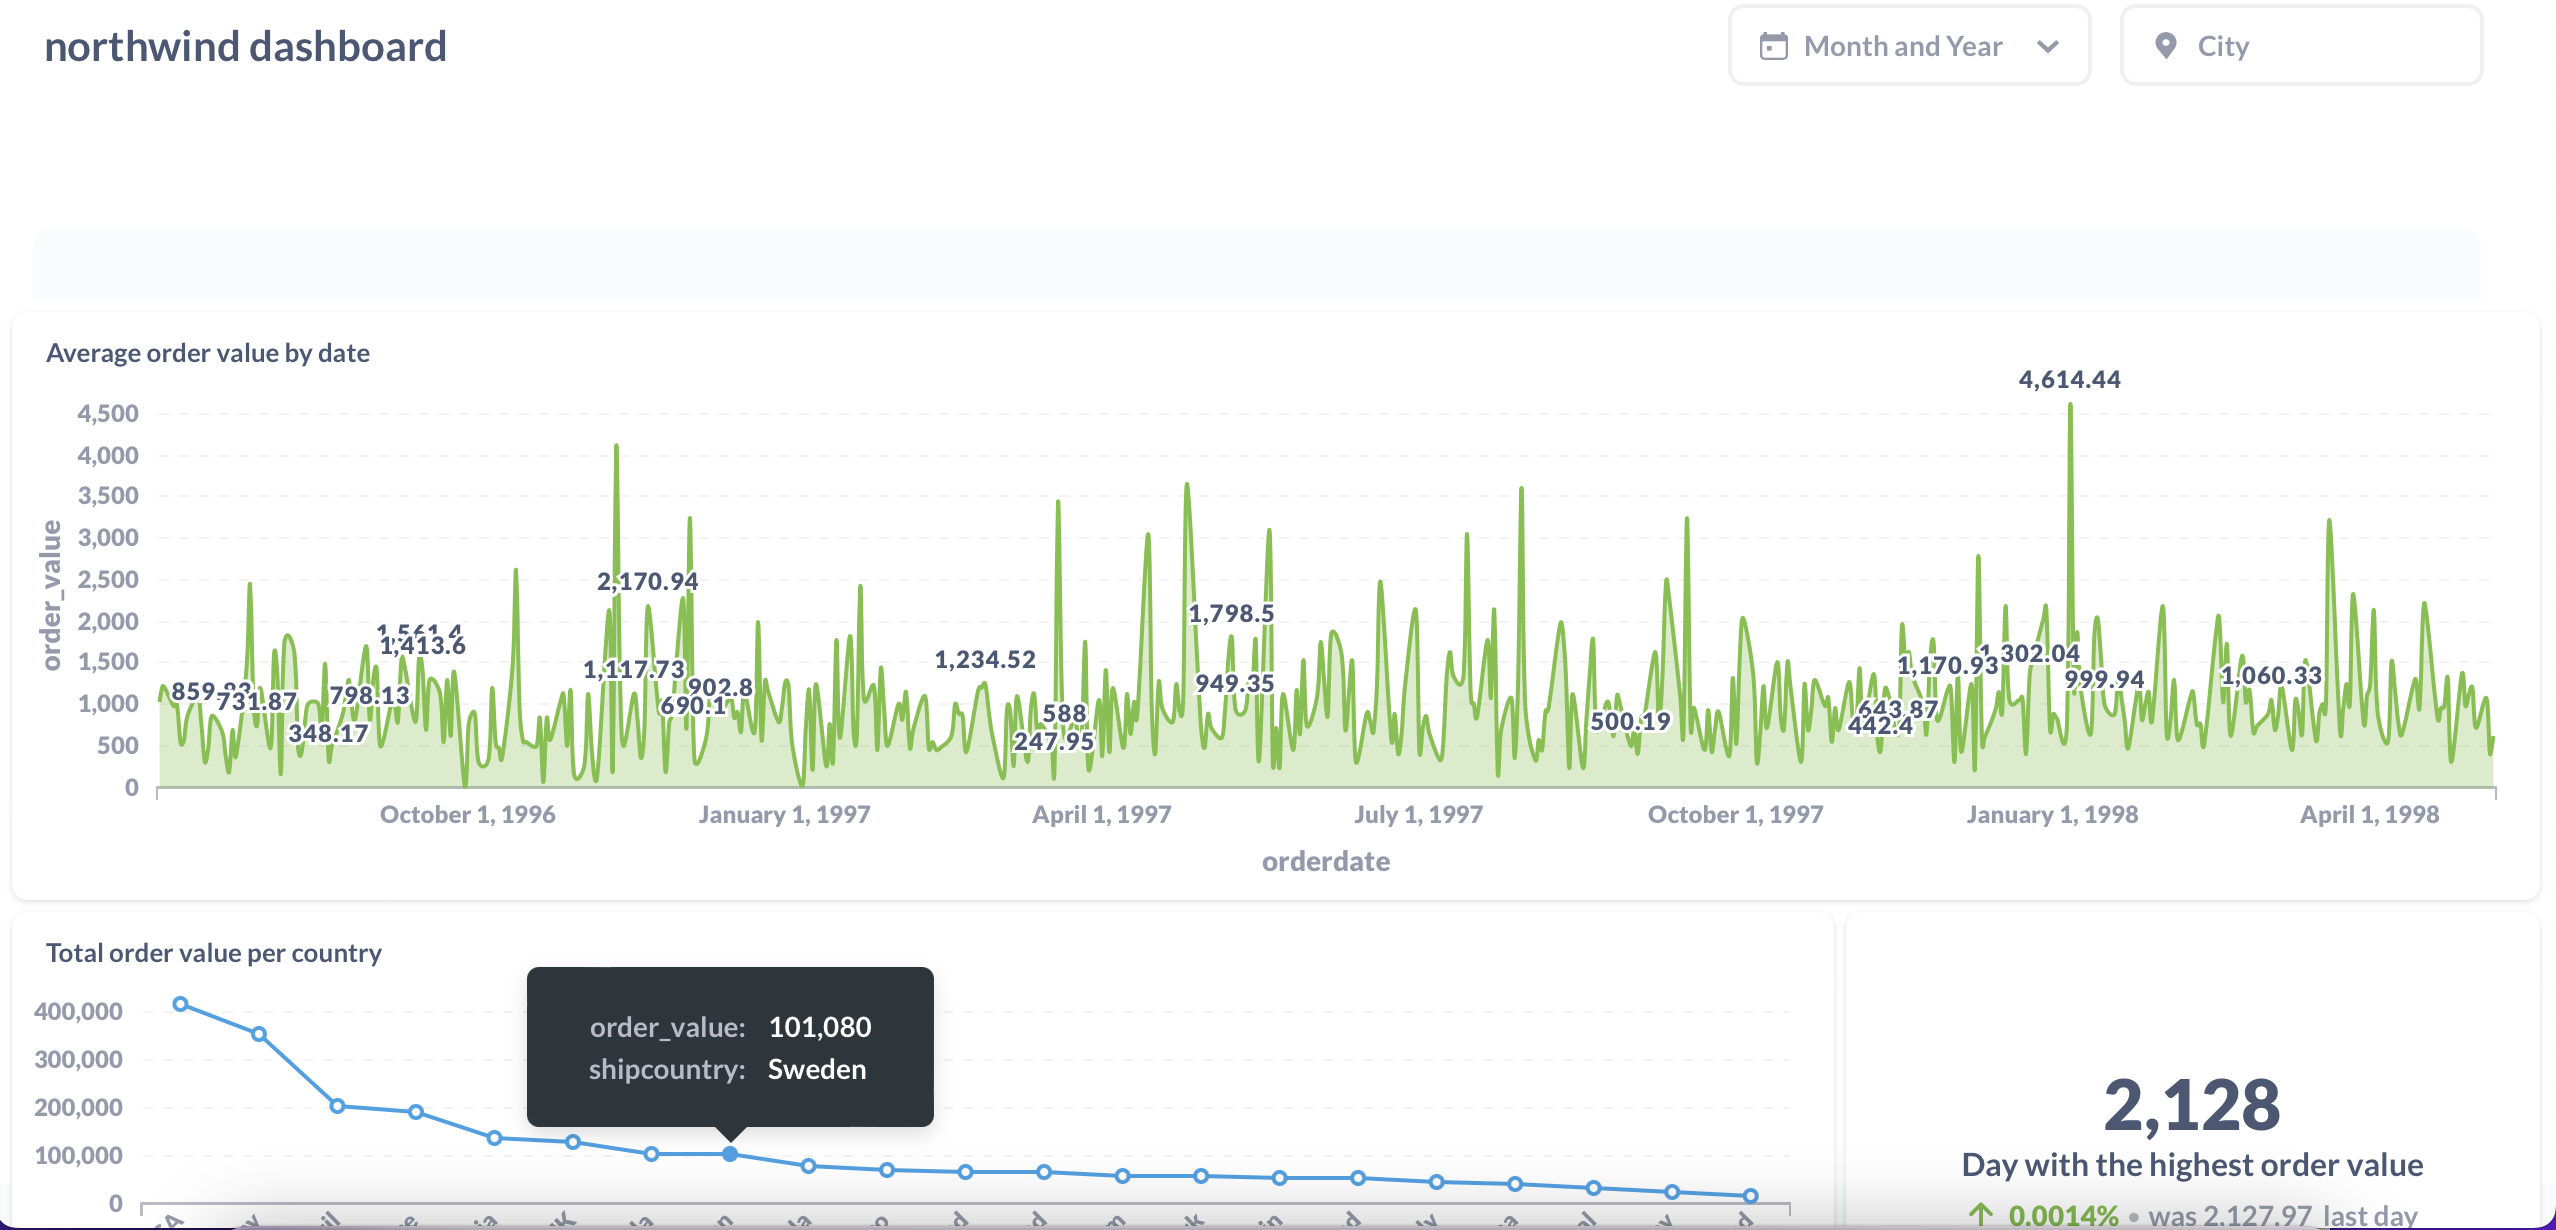 northwind dashboard
Month and Year
City
Average order value by date
4,614.44
4,500
4,000
3,500
3,000
2,500
2,000
1,500
1,000
500
0
order_value
2,170.94
1,798.5
1,561.4
1,413.6
1,234.52
1,117.73
1,170.93
1,302.04
859.83
731.87
798.13
348.17
902.8
690.1
588
247.95
949.35
500.19
643.87
442.4
999.94
1,060.33
October 1, 1996
January 1, 1997
April 1, 1997
July 1, 1997
October 1, 1997
January 1, 1998
April 1, 1998
orderdate
Total order value per country
400,000
300,000
200,000
100,000
0
order_value: 101,080
shipcountry: Sweden
2,128
Day with the highest order value
↑ 0.0014% • was 2,127.97 last day